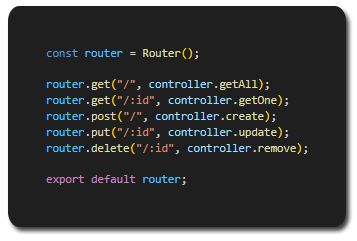 const router = Router();
router.get("/", controller.getAll);
router.get("/:id", controller.getOne);
router.post("/", controller.create);
router.put("/:id", controller.update);
router.delete("/:id", controller.remove);
export default router;